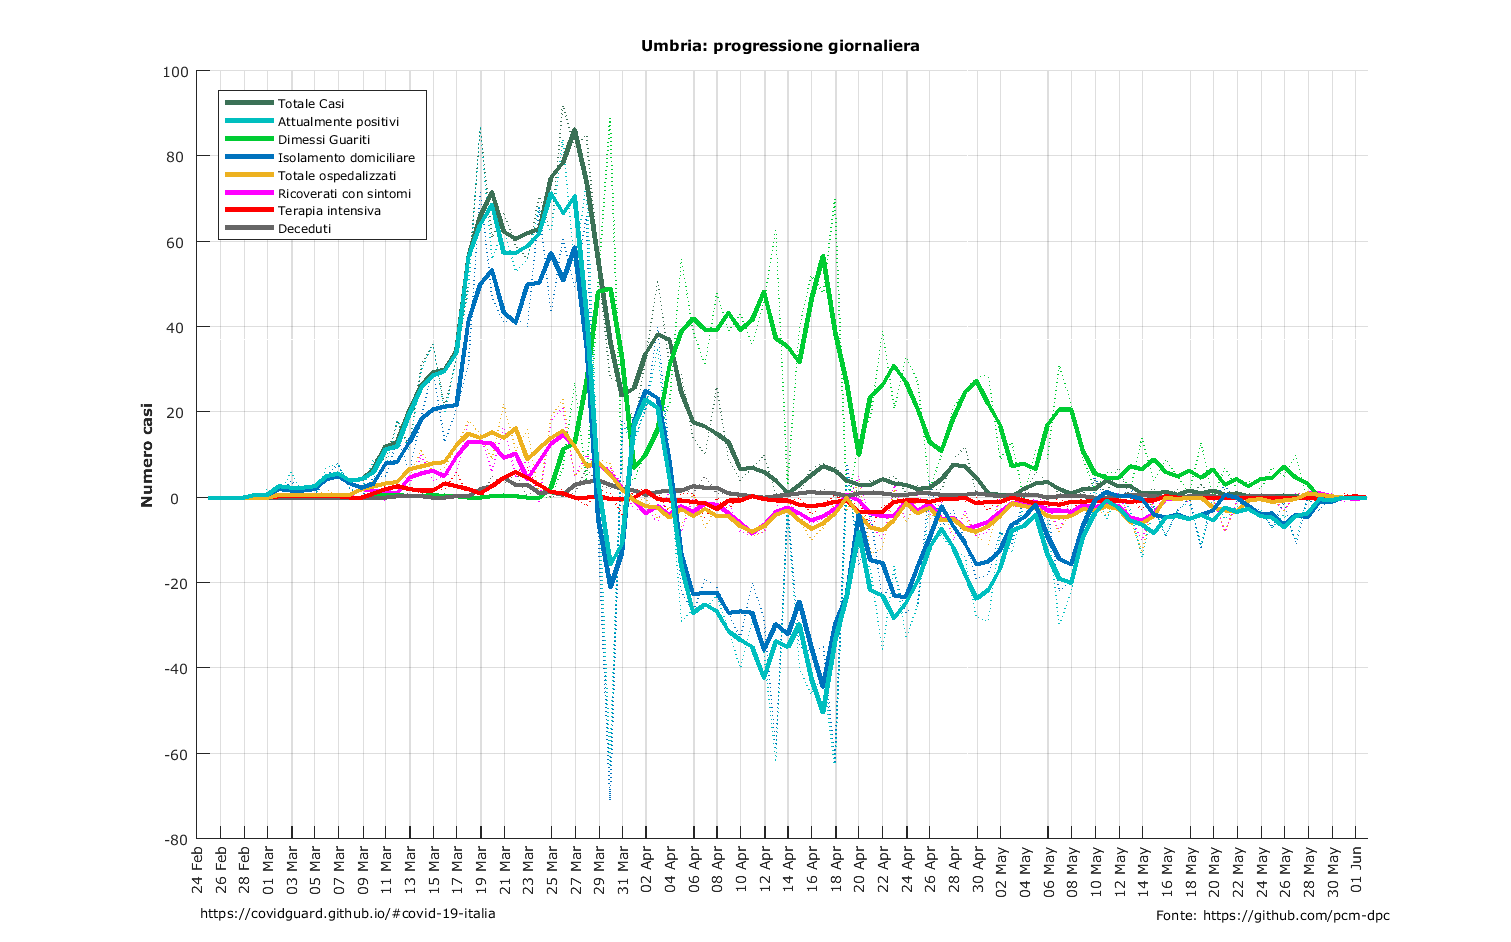 Umbria: progressione giornaliera
Numero casi
100
80
60
40
20
0
-20
-40
-60
-80
Totale Casi
Attualmente positivi
Dimessi Guariti
Isolamento domiciliare
Totale ospedalizzati
Ricoverati con sintomi
Terapia intensiva
Deceduti
24 Feb
26 Feb
28 Feb
01 Mar
03 Mar
05 Mar
07 Mar
09 Mar
11 Mar
13 Mar
15 Mar
17 Mar
19 Mar
21 Mar
23 Mar
25 Mar
27 Mar
29 Mar
31 Mar
02 Apr
04 Apr
06 Apr
08 Apr
10 Apr
12 Apr
14 Apr
16 Apr
18 Apr
20 Apr
22 Apr
24 Apr
26 Apr
28 Apr
30 Apr
02 May
04 May
06 May
08 May
10 May
12 May
14 May
16 May
18 May
20 May
22 May
24 May
26 May
28 May
30 May
01 Jun
https://covidguard.github.io/#covid-19-italia
Fonte: https://github.com/pcm-dpc